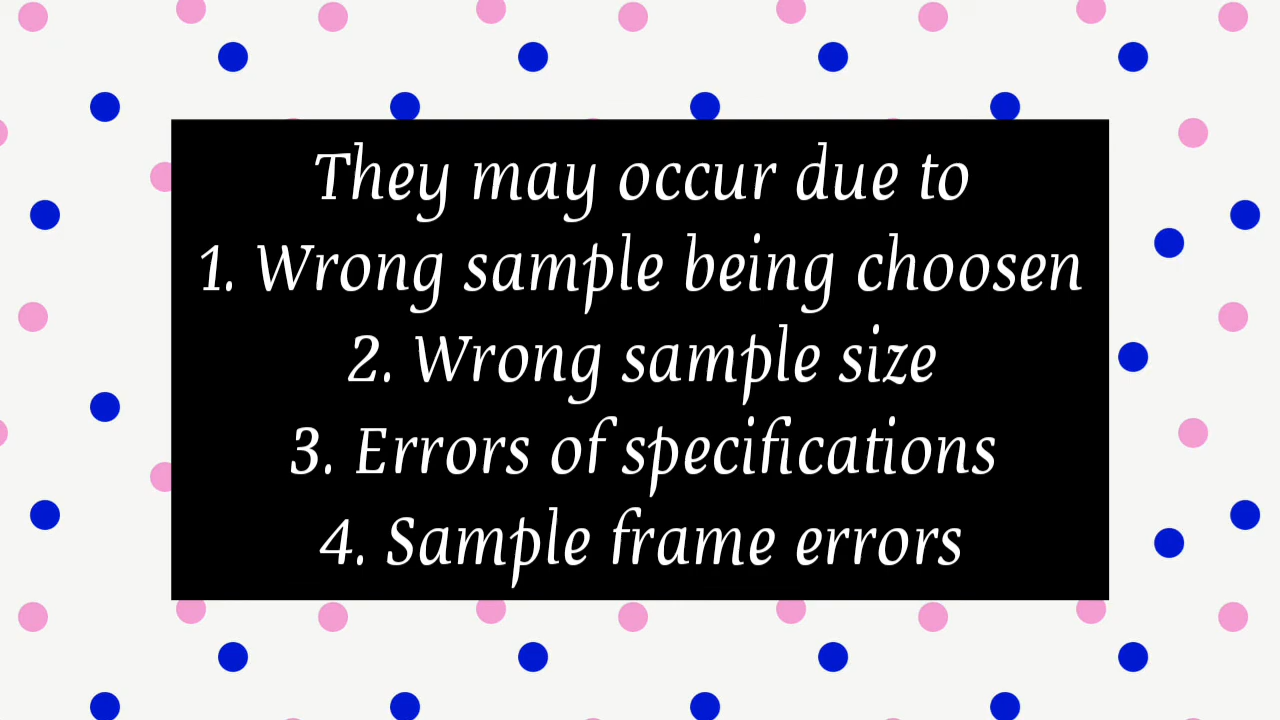 They may occur due to
1. Wrong sample being choosen
2. Wrong sample size
3. Errors of specifications
4. Sample frame errors